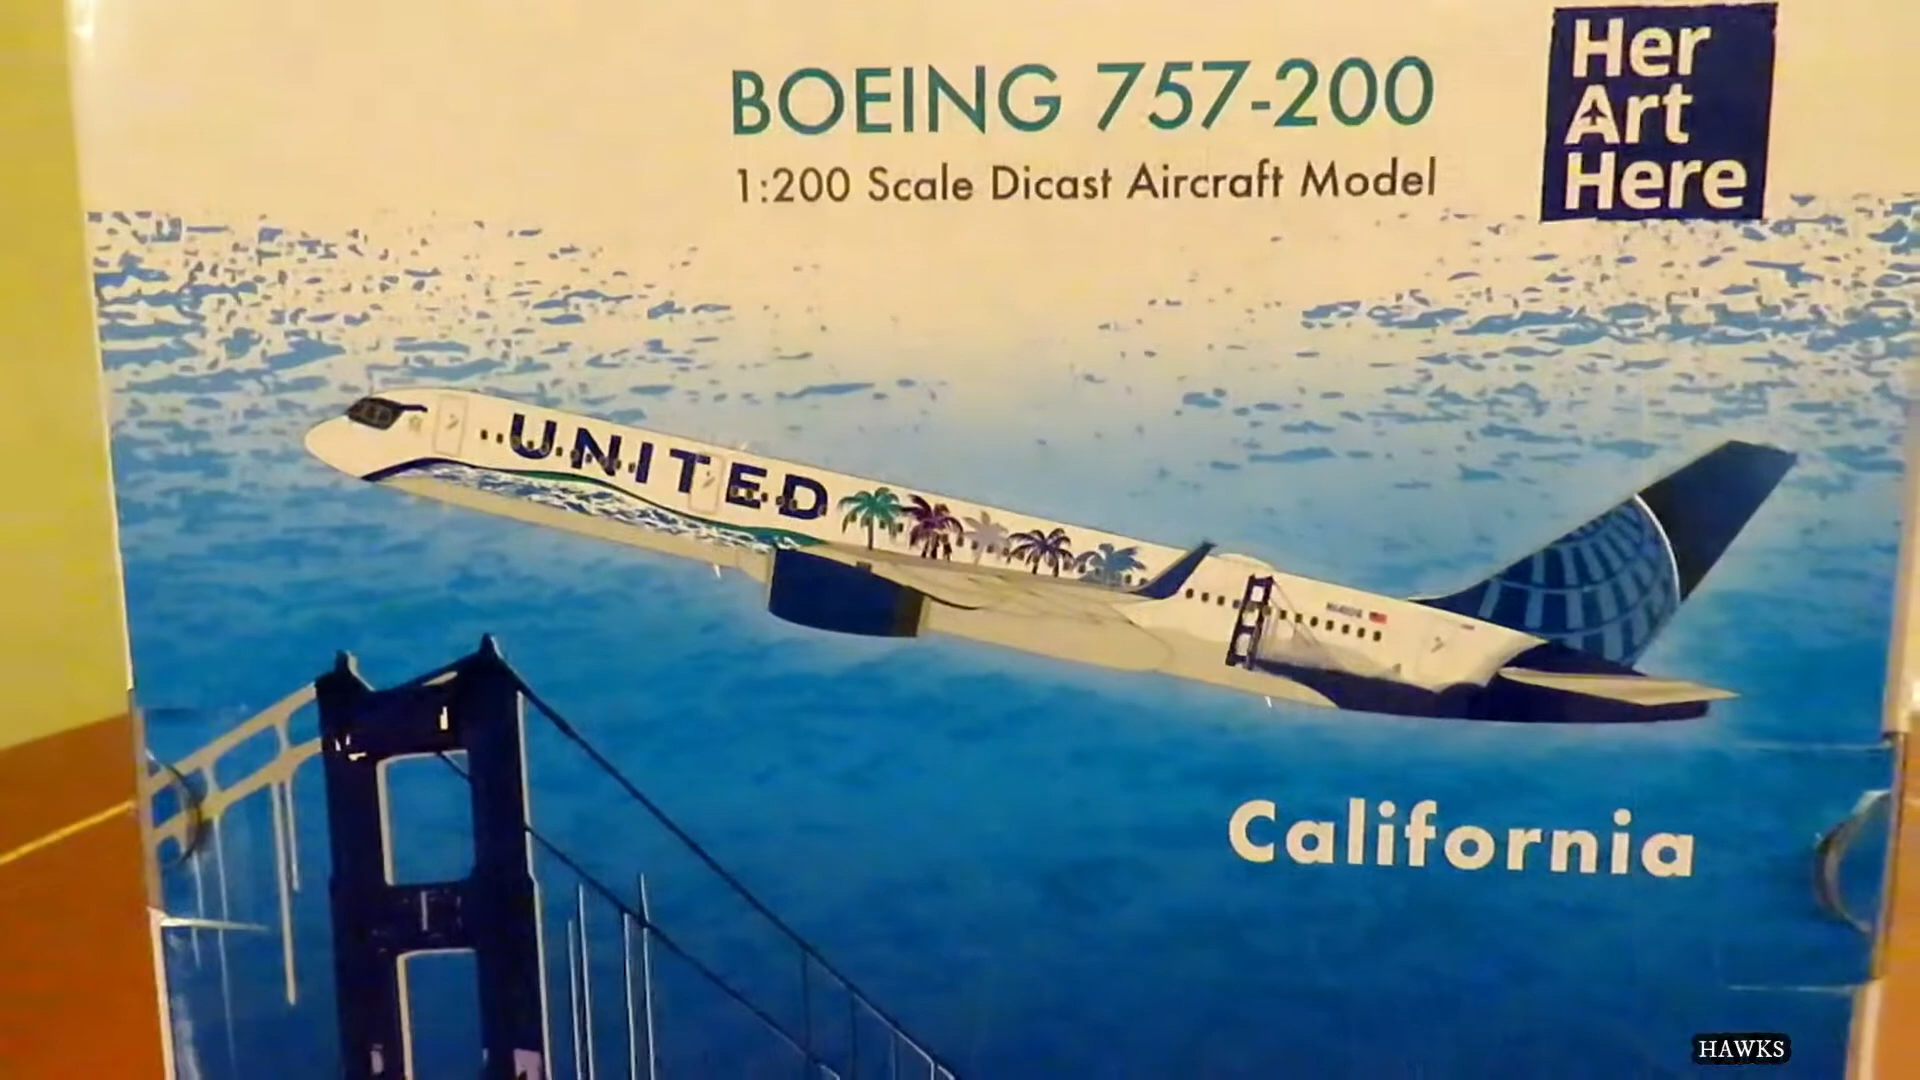 BOEING 757-200
1:200 Scale Dicast Aircraft Model
Her
Art
Here
UNITED
California
HAWKS